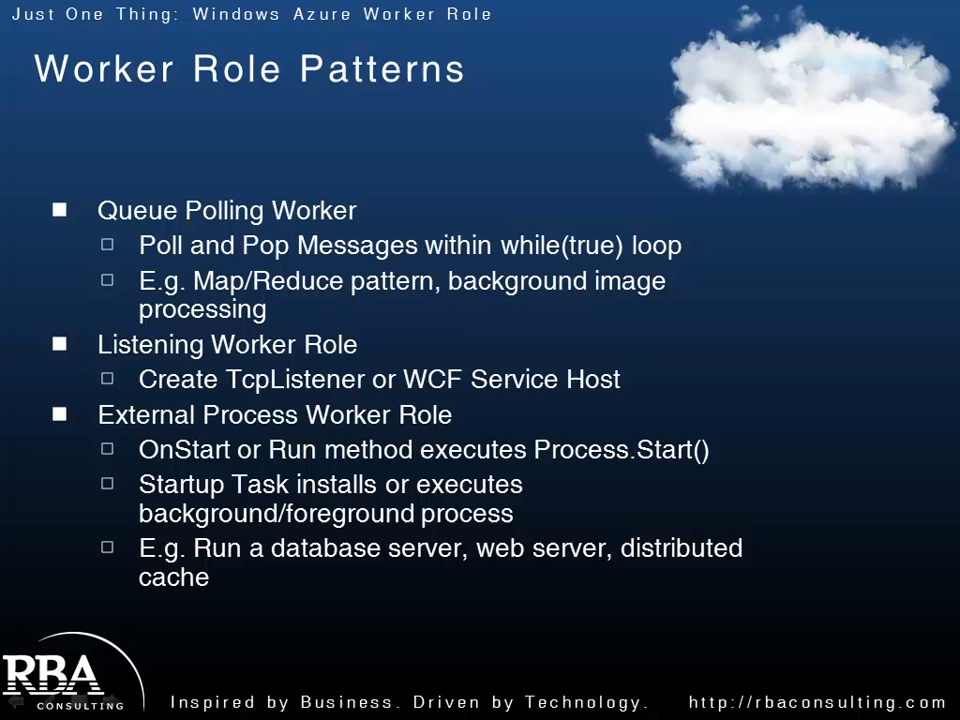 Just One Thing: Windows Azure Worker Role
Worker Role Patterns
Queue Polling Worker
Poll and Pop Messages within while(true) loop
E.g. Map/Reduce pattern, background image
processing
Listening Worker Role
Create TcpListener or WCF Service Host
External Process Worker Role
OnStart or Run method executes Process.Start()
Startup Task installs or executes
background/foreground process
E.g. Run a database server, web server, distributed
cache
RBA
CONSULTING
Inspired by Business. Driven by Technology. http://rbaconsulting.com